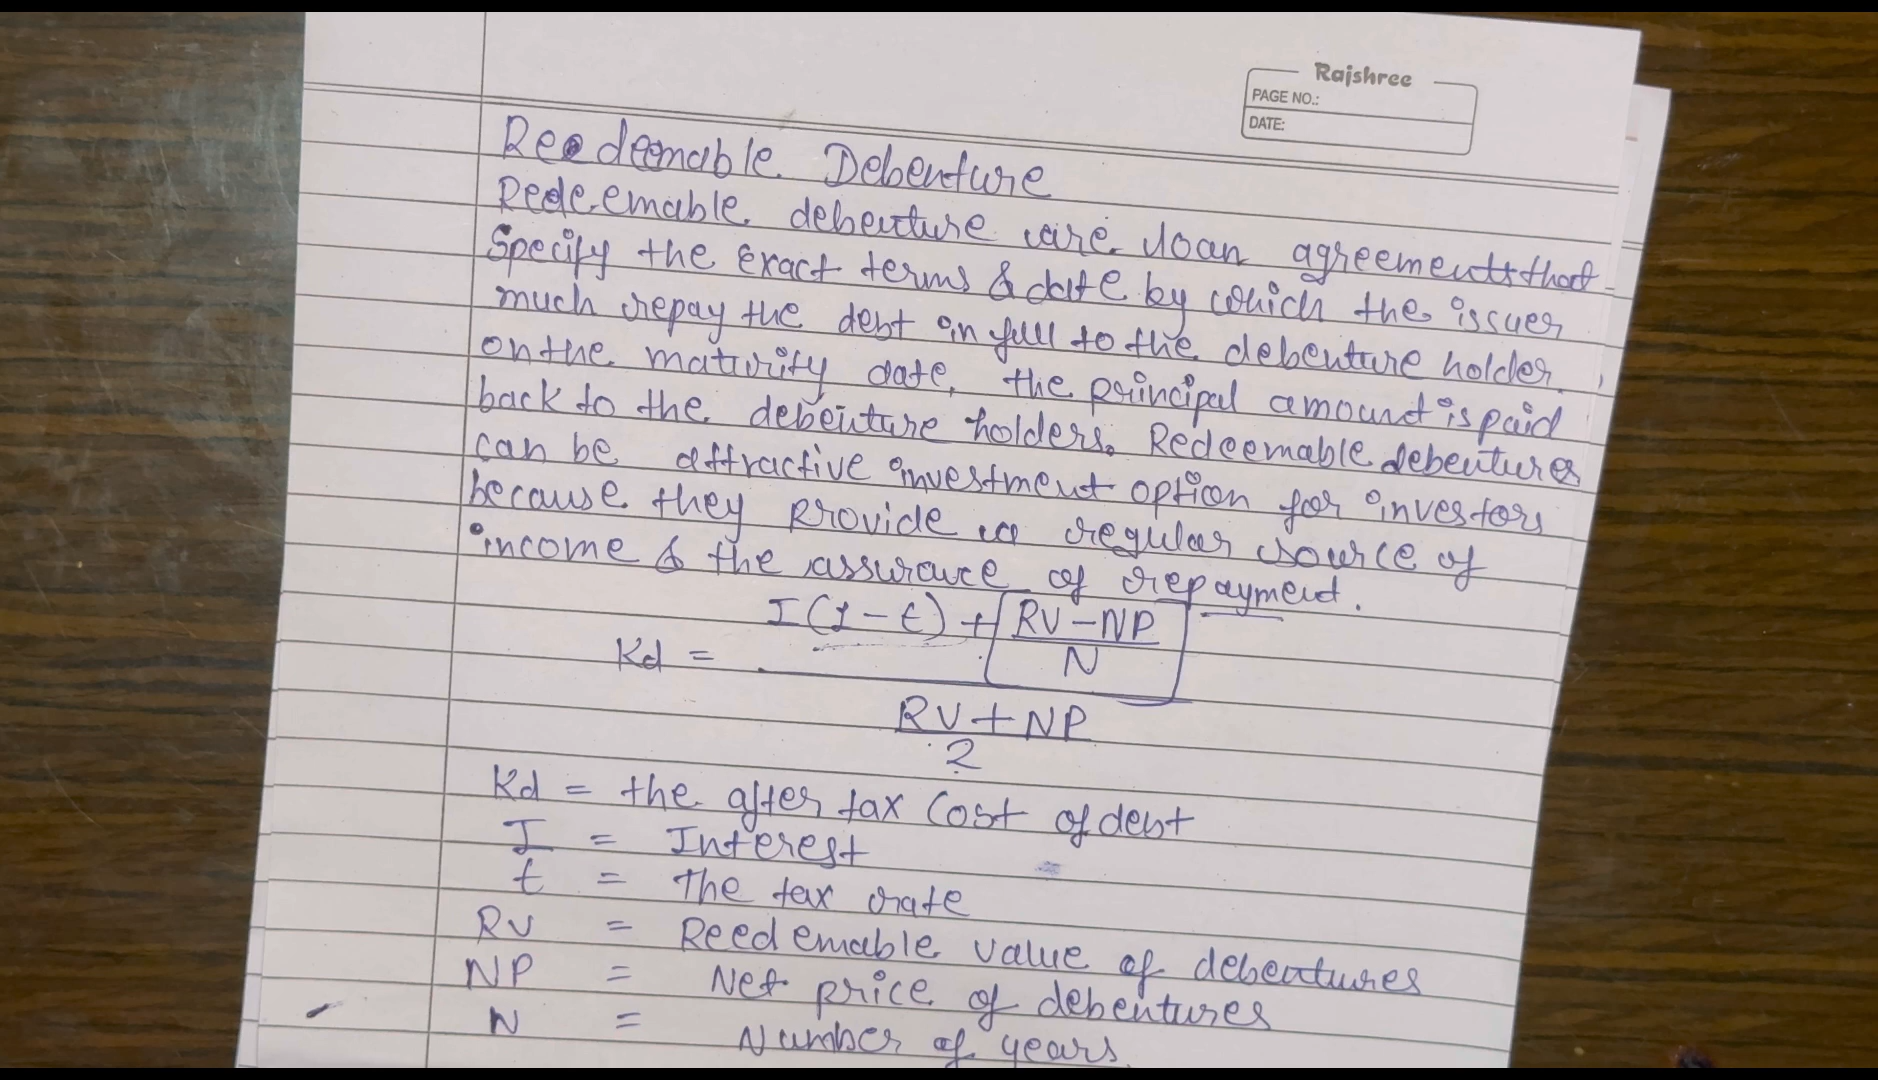 Rajshree
PAGE NO.:
DATE:
Reedeemable Debenture
Redeemable debenture are loan agreements that
Specify the exact terms & date by which the issuer
much repay the debt in full to the debenture holder.
on the maturity date, the principal amount is paid
back to the debenture holders. Redeemable debentures
can be attractive investment option for investors
because they provide a regular source of
income & the assurance of repayment.
I(1-t) + RV-NP
N
Kd =
RV+NP
2
Kd = the after tax Cost of debt
I = Interest
t = The tax rate
RV = Reedemable value of debentures
NP = Net price of debentures
N = Number of years